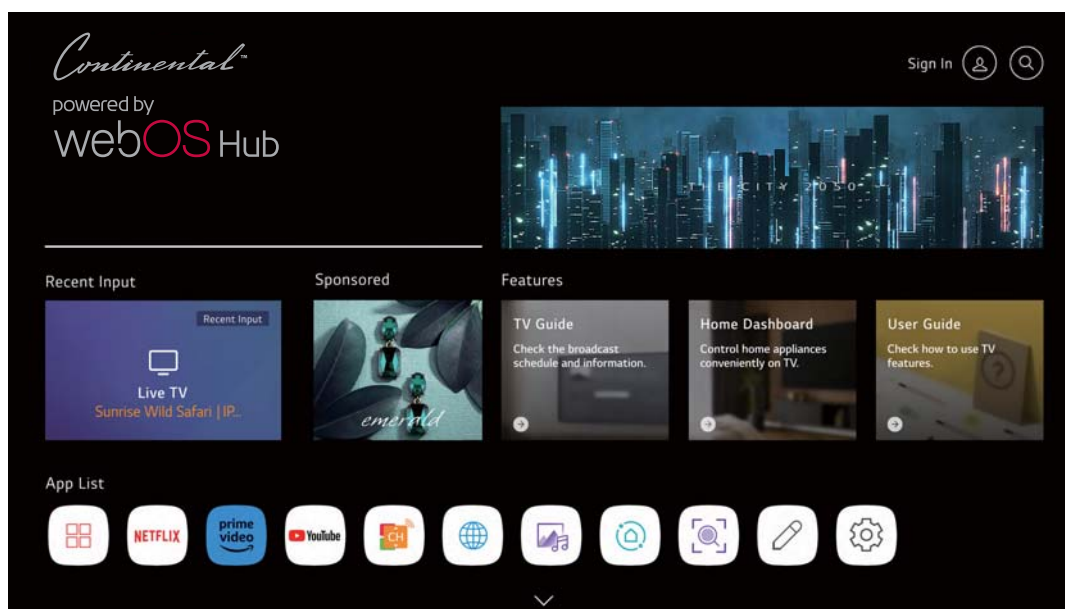 Continental™
powered by
webOS Hub
Sign In
THE CITY 2050
Recent Input
Sponsored
Features
Recent Input
Live TV
Sunrise Wild Safari | IP...
emerald
TV Guide
Check the broadcast
schedule and information.
Home Dashboard
Control home appliances
conveniently on TV.
User Guide
Check how to use TV
features.
App List
NETFLIX
prime
video
YouTube
CH